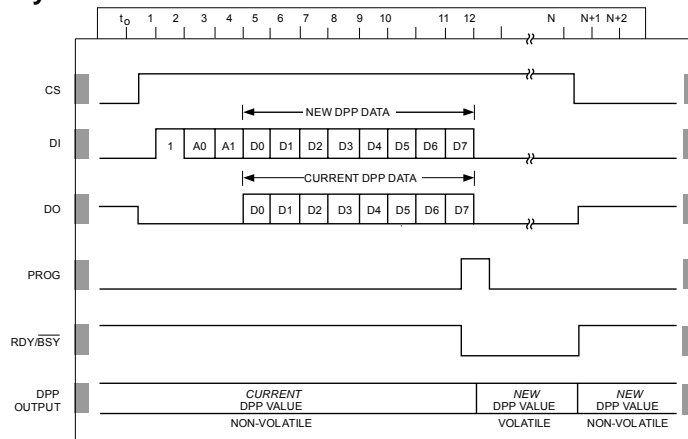 to 1 2 3 4 5 6 7 8 9 10 11 12 N N+1 N+2
CS
NEW DPP DATA
DI 1 A0 A1 D0 D1 D2 D3 D4 D5 D6 D7
CURRENT DPP DATA
DO D0 D1 D2 D3 D4 D5 D6 D7
PROG
RDY/BSY
DPP OUTPUT
CURRENT DPP VALUE
NON-VOLATILE
NEW DPP VALUE
VOLATILE
NEW DPP VALUE
NON-VOLATILE